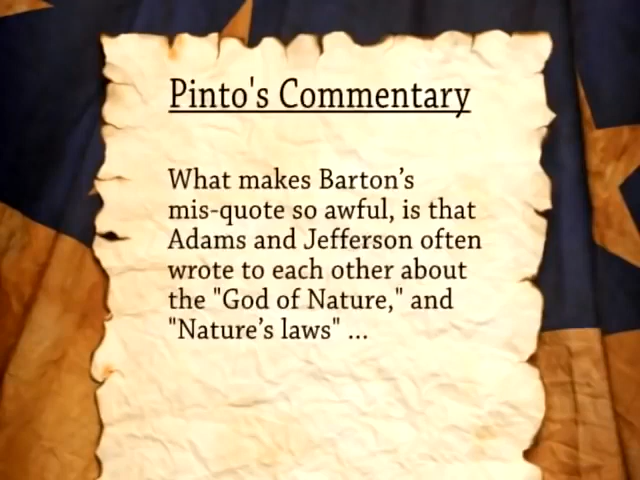 Pinto's Commentary
What makes Barton’s
mis-quote so awful, is that
Adams and Jefferson often
wrote to each other about
the "God of Nature," and
"Nature’s laws" ...